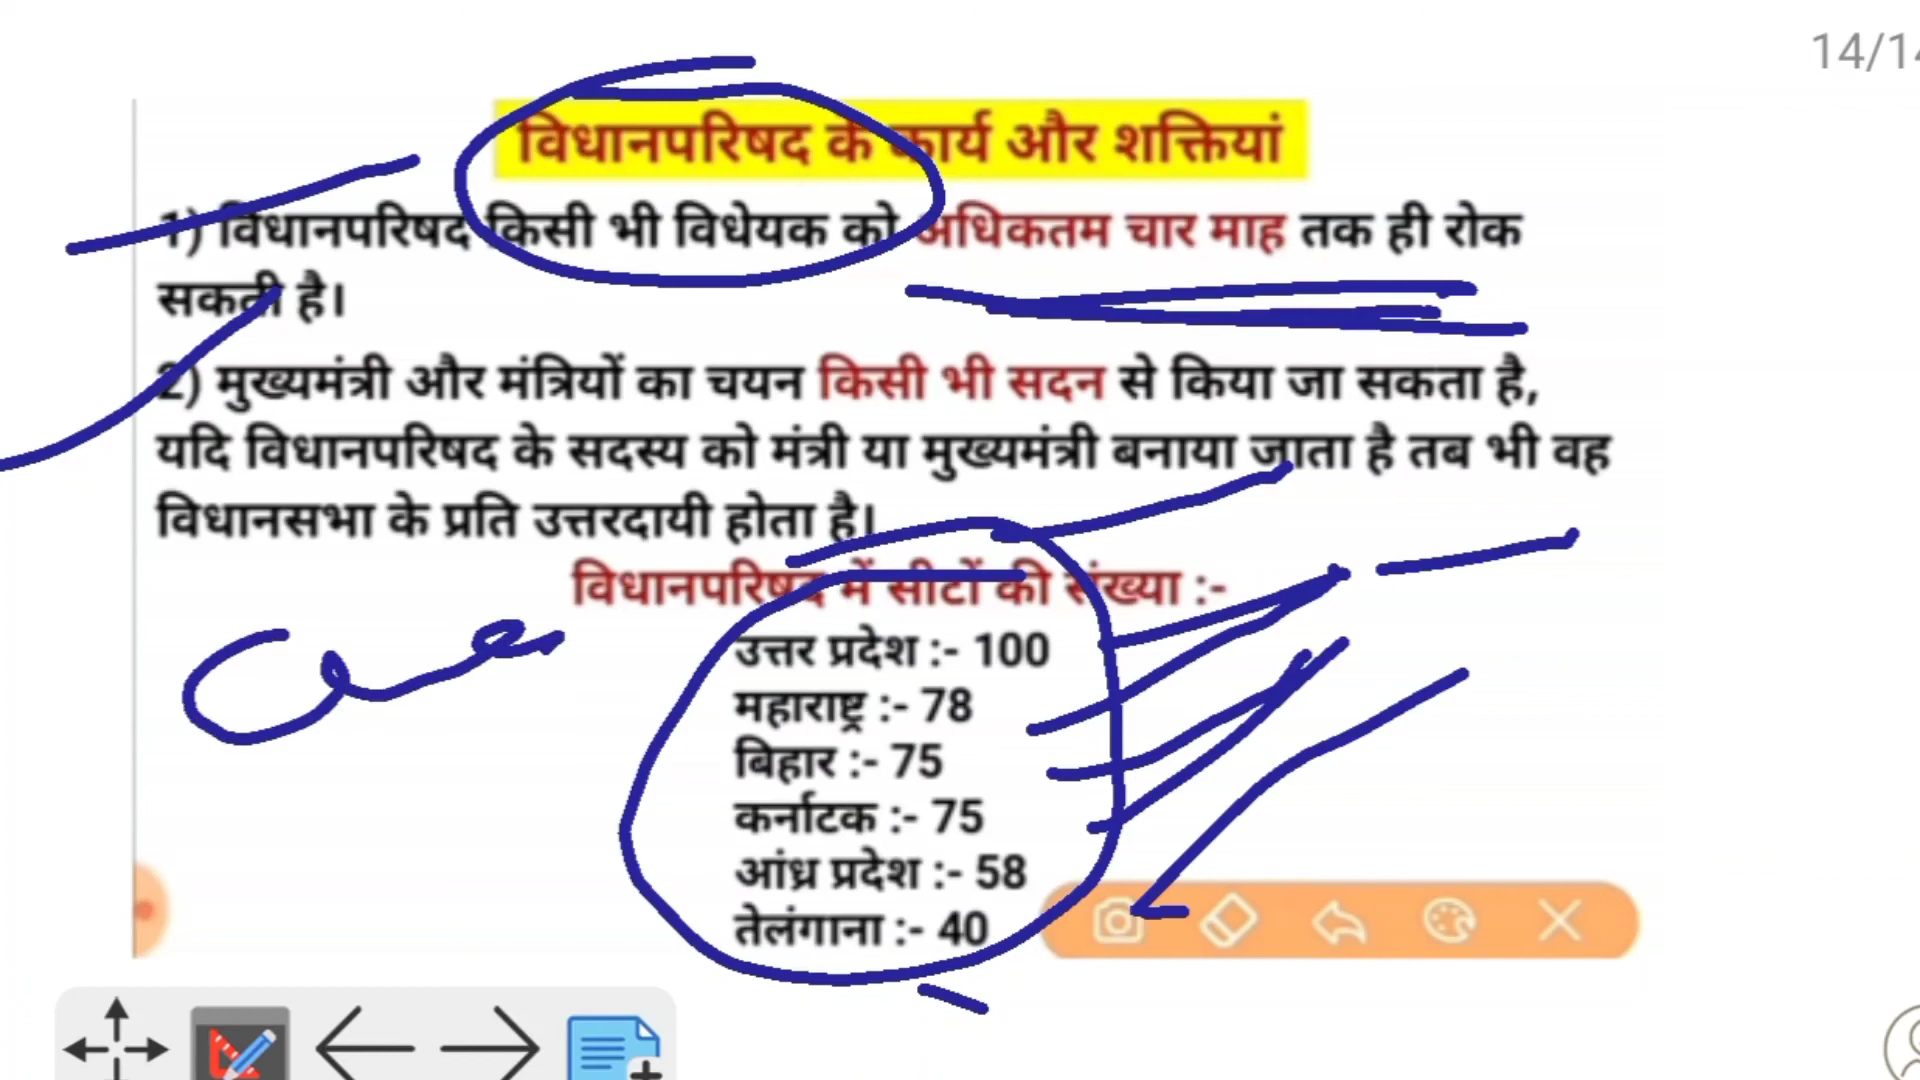 14/14
विधानपरिषद के कार्य और शक्तियां
1) विधानपरिषद किसी भी विधेयक को अधिकतम चार माह तक ही रोक
सकती है।
2) मुख्यमंत्री और मंत्रियों का चयन किसी भी सदन से किया जा सकता है,
यदि विधानपरिषद के सदस्य को मंत्री या मुख्यमंत्री बनाया जाता है तब भी वह
विधानसभा के प्रति उत्तरदायी होता है।
विधानपरिषद में सीटों की संख्या :-
उत्तर प्रदेश :- 100
महाराष्ट्र :- 78
बिहार :- 75
कर्नाटक :- 75
आंध्र प्रदेश :- 58
तेलंगाना :- 40